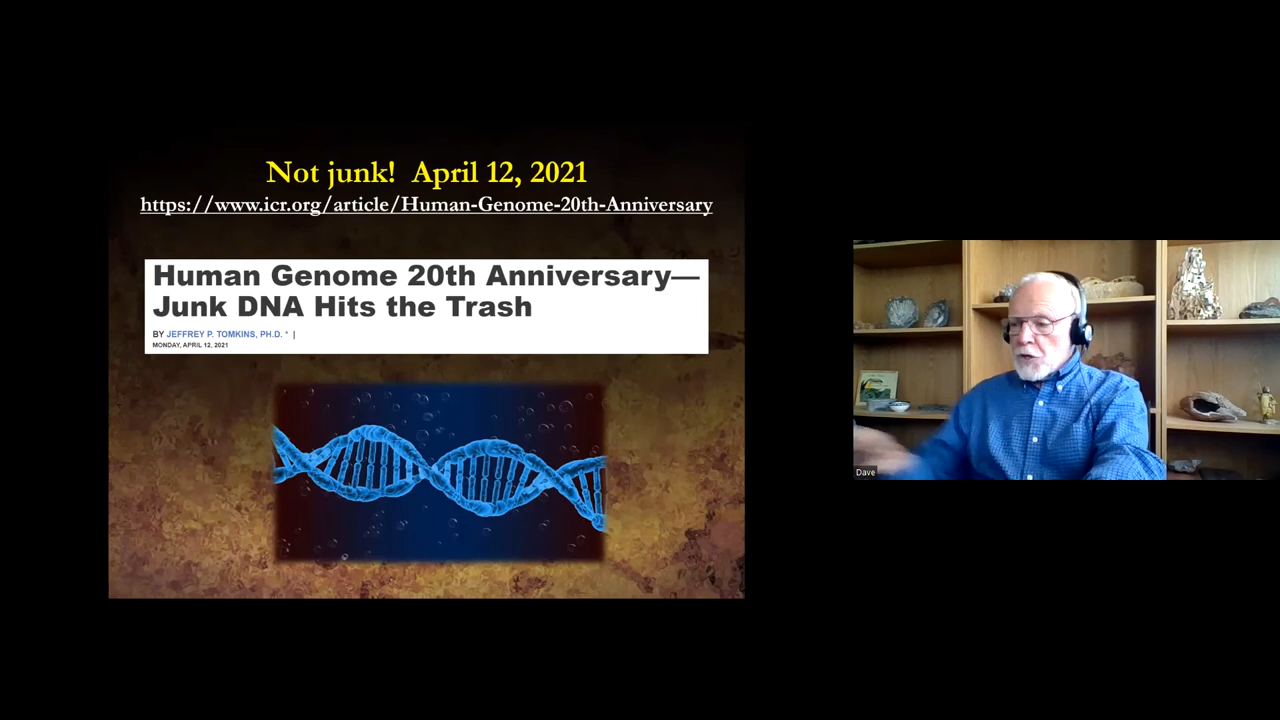 Not junk!  April 12, 2021
https://www.icr.org/article/Human-Genome-20th-Anniversary
Human Genome 20th Anniversary—
Junk DNA Hits the Trash
BY JEFFREY P. TOMKINS, PH.D. * |
MONDAY, APRIL 12, 2021
Dave